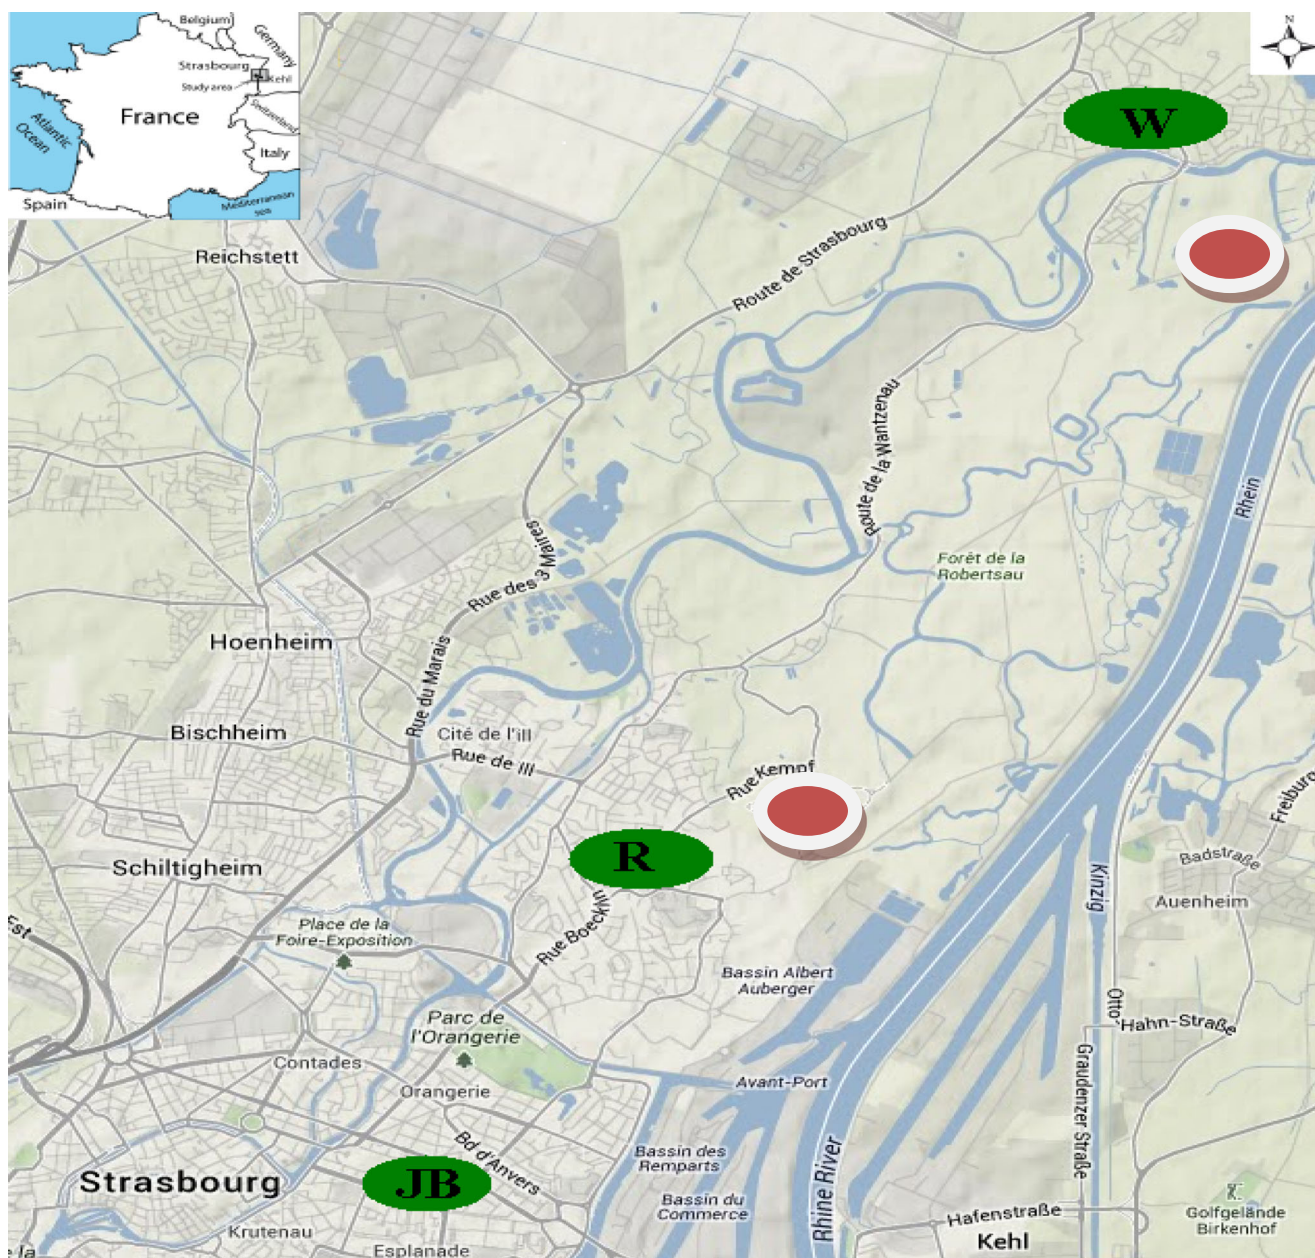 Belgium
Germany
Strasbourg
Kehl
Study area
France
Switzerland
Atlantic
Ocean
Italy
Spain
Mediterranean
sea
N
W
Reichstett
Route de Strasbourg
Route de la Wantzenau
Rhein
Rue des 3 Maires
Forêt de la
Robertsau
Hoenheim
Rue du Marais
Bischheim
Cité de l'ill
Rue de Ill
Rue Kempf
Freiburg
R
Schiltigheim
Kinzig
Badstraße
Auenheim
Est
Place de la
Foire-Exposition
Rue Boecklin
Bassin Albert
Auberger
Parc de
l'Orangerie
Otto-
Hahn-Straße
Contades
Orangerie
Avant-Port
Graudenzer Straße
Bd d'Anvers
Bassin des
Remparts
Strasbourg
JB
Bassin du
Commerce
Rhine River
Golfgelände
Birkenhof
Krutenau
Hafenstraße
Kehl
Esplanade
e la